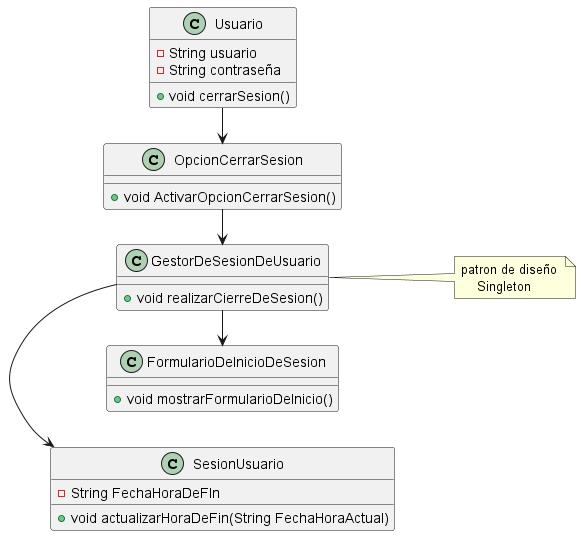 C Usuario
String usuario
String contraseña
void cerrarSesion()
C OpcionCerrarSesion
void ActivarOpcionCerrarSesion()
C GestorDeSesionDeUsuario
void realizarCierreDeSesion()
patron de diseño
Singleton
C FormularioDeInicioDeSesion
void mostrarFormularioDeInicio()
C SesionUsuario
String FechaHoraDeFIn
void actualizarHoraDeFin(String FechaHoraActual)